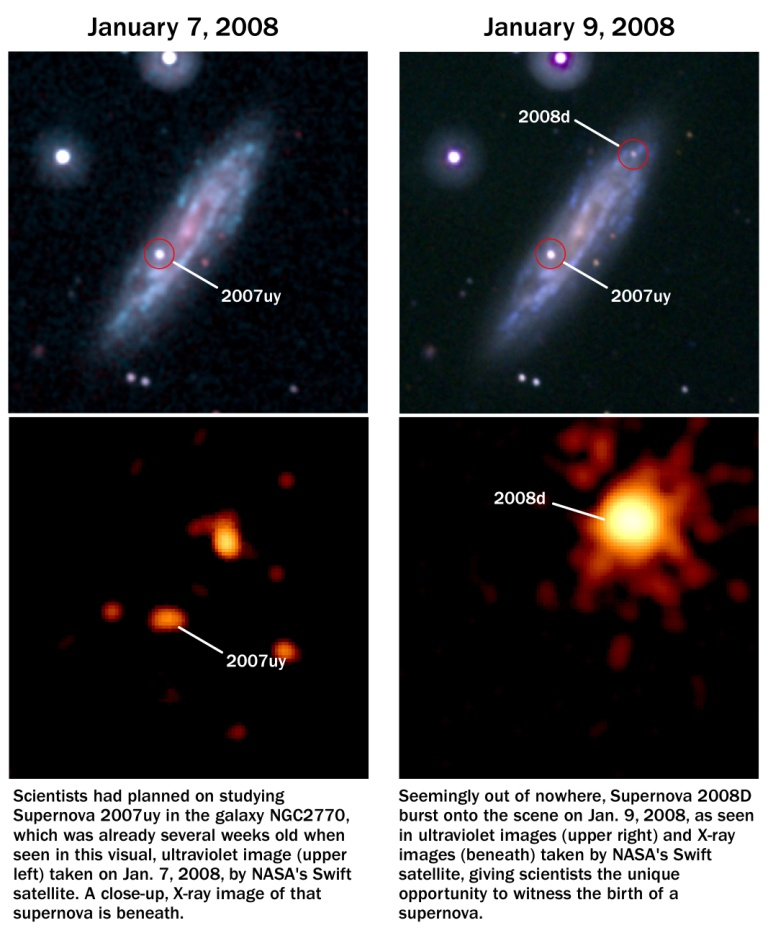 January 7, 2008
January 9, 2008
2007uy
2008d
2007uy
2007uy
2008d
Scientists had planned on studying
Supernova 2007uy in the galaxy NGC2770,
which was already several weeks old when
seen in this visual, ultraviolet image (upper
left) taken on Jan. 7, 2008, by NASA's Swift
satellite. A close-up, X-ray image of that
supernova is beneath.
Seemingly out of nowhere, Supernova 2008D
burst onto the scene on Jan. 9, 2008, as seen
in ultraviolet images (upper right) and X-ray
images (beneath) taken by NASA's Swift
satellite, giving scientists the unique
opportunity to witness the birth of a
supernova.